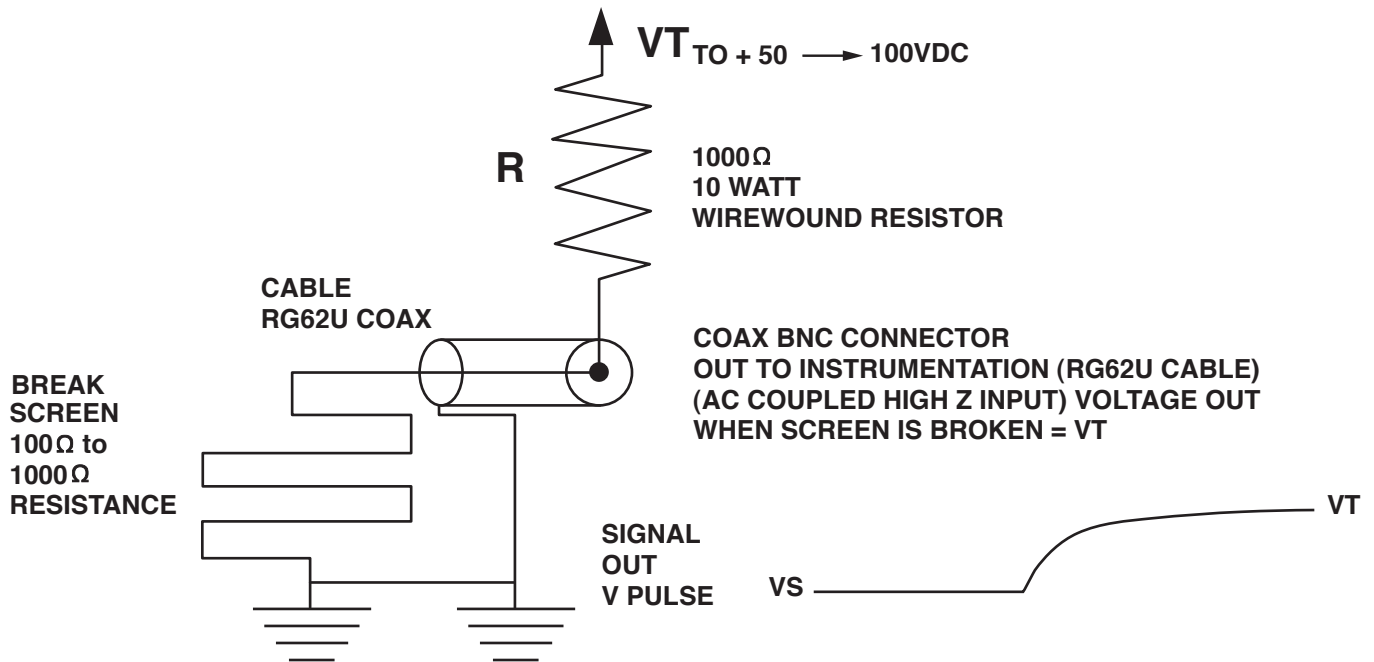 VT TO + 50 → 100VDC
R
1000Ω
10 WATT
WIREWOUND RESISTOR
CABLE
RG62U COAX
COAX BNC CONNECTOR
OUT TO INSTRUMENTATION (RG62U CABLE)
(AC COUPLED HIGH Z INPUT) VOLTAGE OUT
WHEN SCREEN IS BROKEN = VT
BREAK
SCREEN
100Ω to
1000Ω
RESISTANCE
SIGNAL
OUT
V PULSE
VS
VT